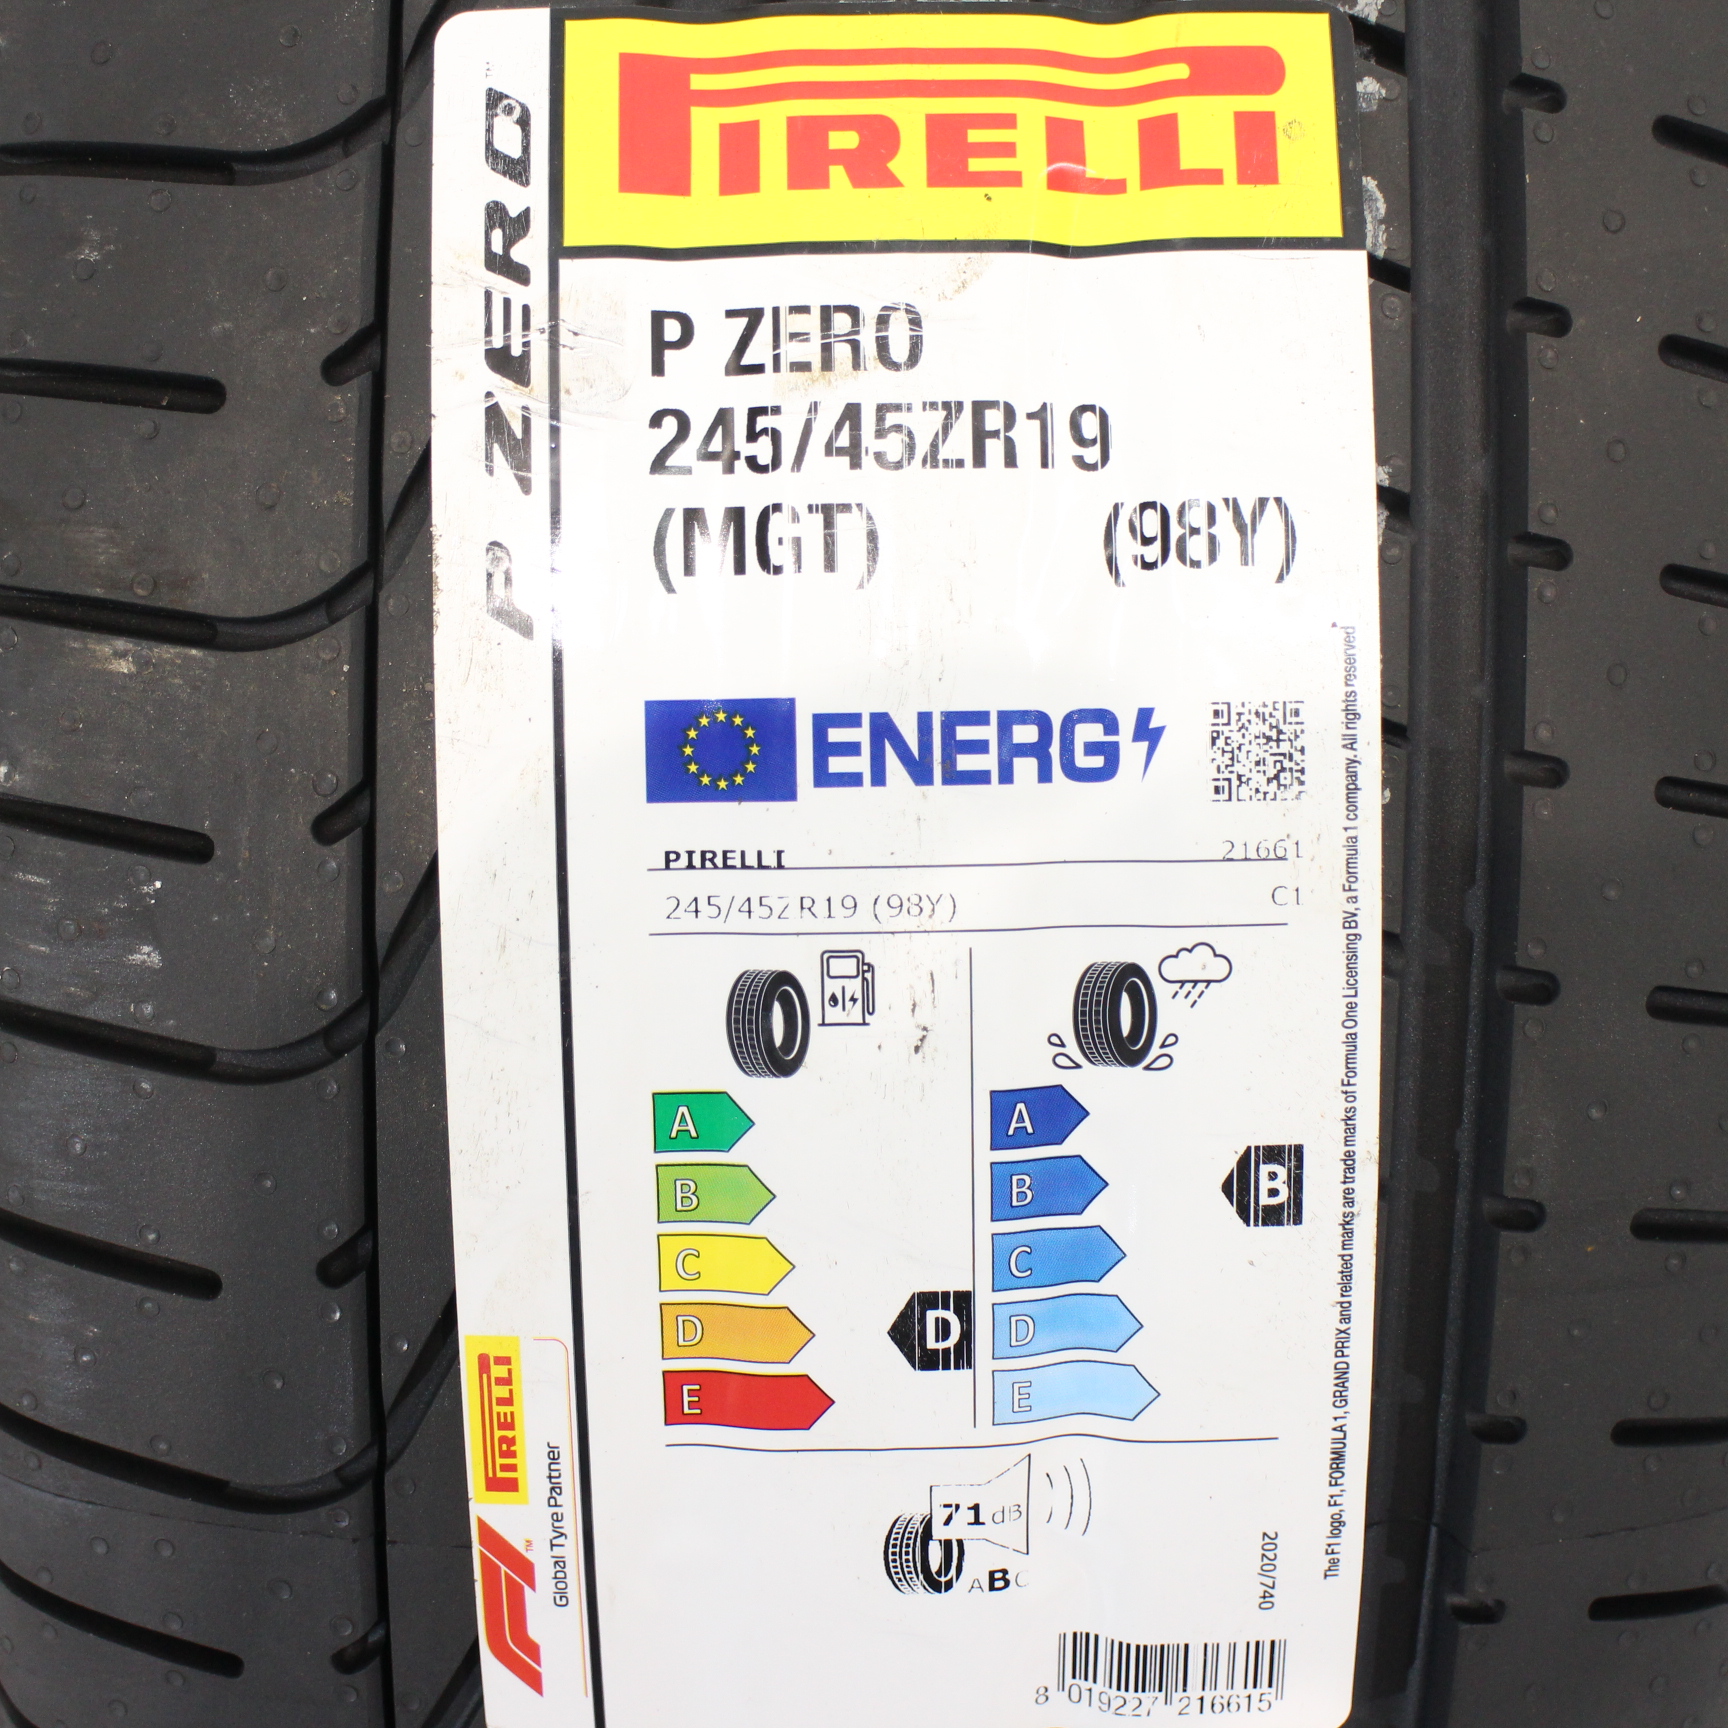 PIRELLI
P ZERO™
P ZERO
245/45ZR19
(MGT) (98Y)
ENERG
PIRELLI 21661
245/45ZR19 (98Y) C1
A
B
C
D
E
D
A
B
C
D
E
B
71 dB
ABC
2020/740
The F1 logo, F1, FORMULA 1, GRAND PRIX and related marks are trade marks of Formula One Licensing BV, a Formula 1 company. All rights reserved
PIRELLI
F1™
Global Tyre Partner
8 019227 216615